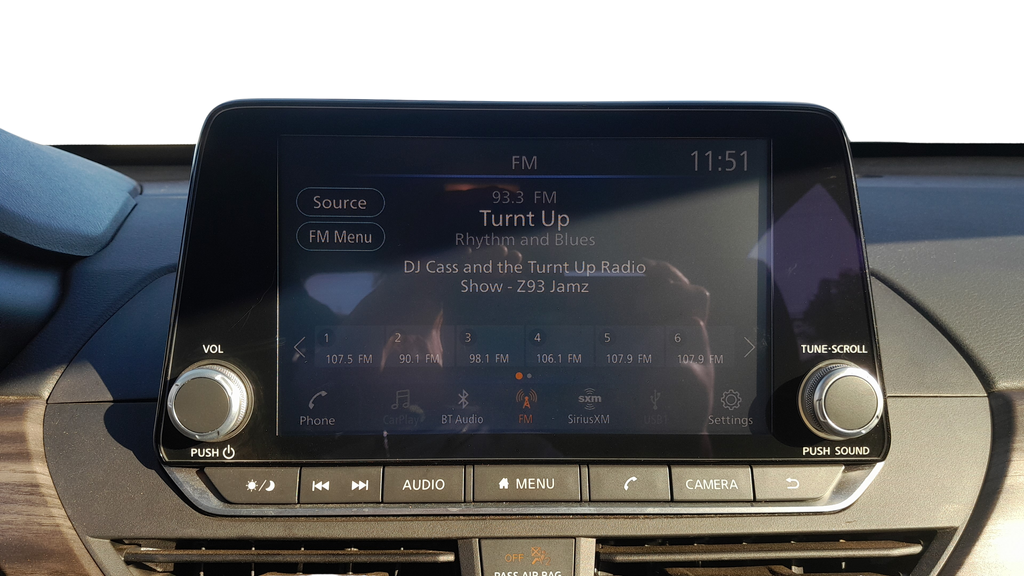 FM 11:51
Source
93.3 FM
Turnt Up
FM Menu
Rhythm and Blues
DJ Cass and the Turnt Up Radio
Show - Z93 Jamz
1 2 3 4 5 6
107.5 FM 90.1 FM 98.1 FM 106.1 FM 107.9 FM 107.9 FM
sxm
Phone CarPlay BT Audio FM SiriusXM USB1 Settings
VOL
PUSH
TUNE·SCROLL
PUSH SOUND
AUDIO MENU CAMERA
OFF
PASS AIR BAG